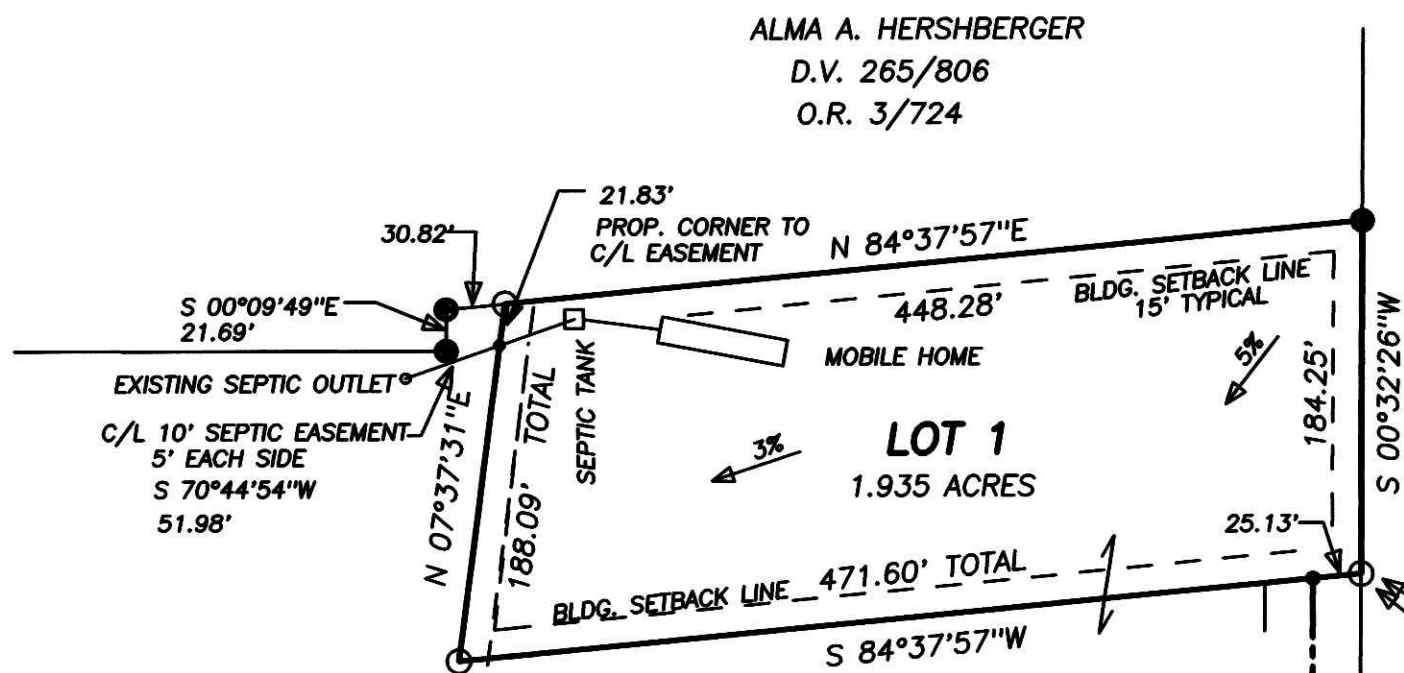 ALMA A. HERSHBERGER
D.V. 265/806
O.R. 3/724
21.83'
PROP. CORNER TO
C/L EASEMENT
30.82'
N 84°37'57"E
448.28'
BLDG. SETBACK LINE
15' TYPICAL
S 00°09'49"E
21.69'
EXISTING SEPTIC OUTLET
C/L 10' SEPTIC EASEMENT
5' EACH SIDE
S 70°44'54"W
51.98'
N 07°37'31"E
188.09' TOTAL
SEPTIC TANK
MOBILE HOME
5%
3%
LOT 1
1.935 ACRES
184.25'
S 00°32'26"W
25.13'
BLDG. SETBACK LINE
471.60' TOTAL
S 84°37'57"W